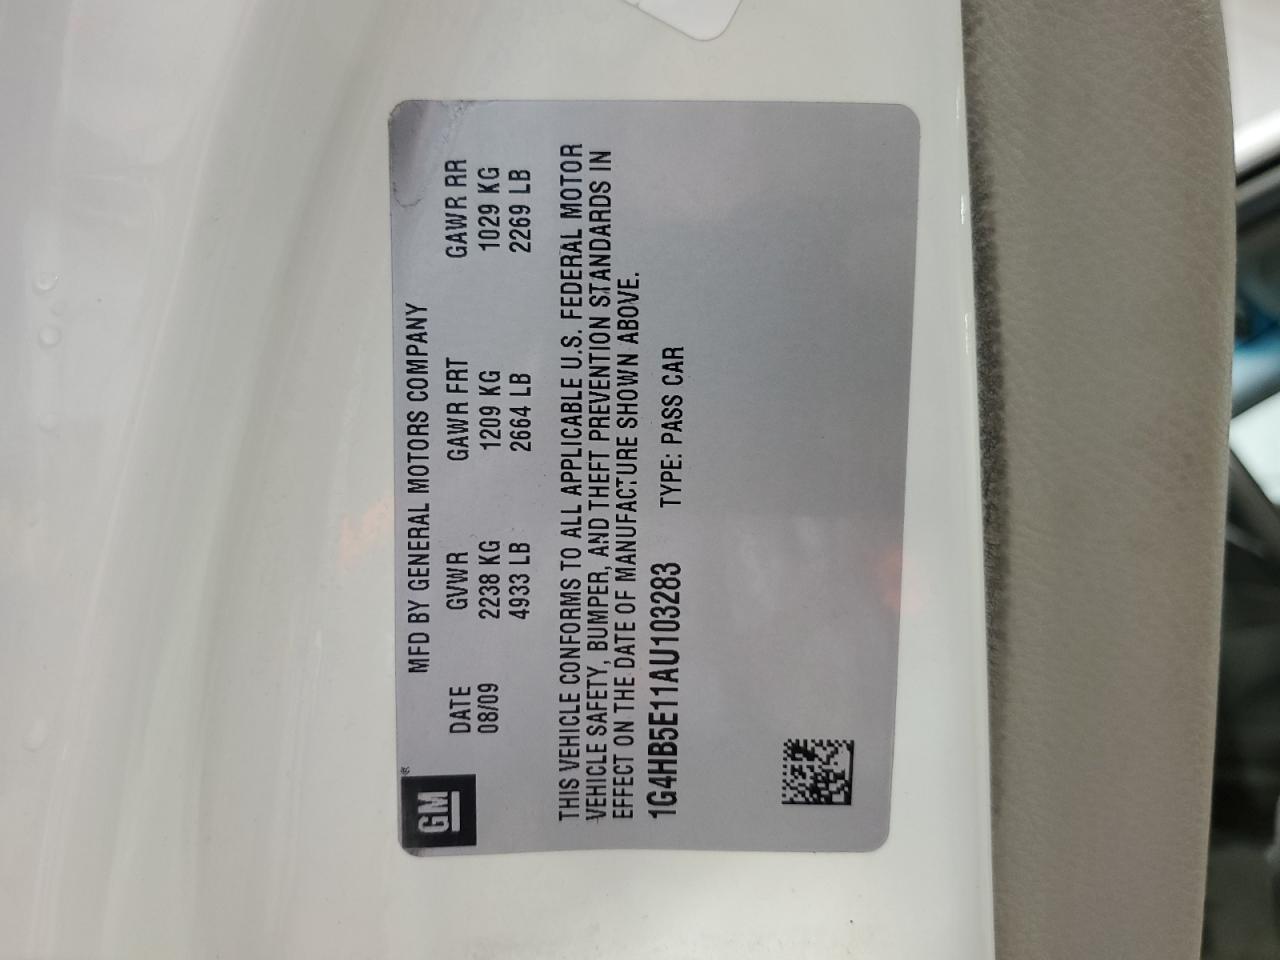 GM®
MFD BY GENERAL MOTORS COMPANY
DATE GVWR GAWR FRT GAWR RR
08/09 2238 KG 1209 KG 1029 KG
4933 LB 2664 LB 2269 LB
THIS VEHICLE CONFORMS TO ALL APPLICABLE U.S. FEDERAL MOTOR
VEHICLE SAFETY, BUMPER, AND THEFT PREVENTION STANDARDS IN
EFFECT ON THE DATE OF MANUFACTURE SHOWN ABOVE.
1G4HB5E11AU103283 TYPE: PASS CAR